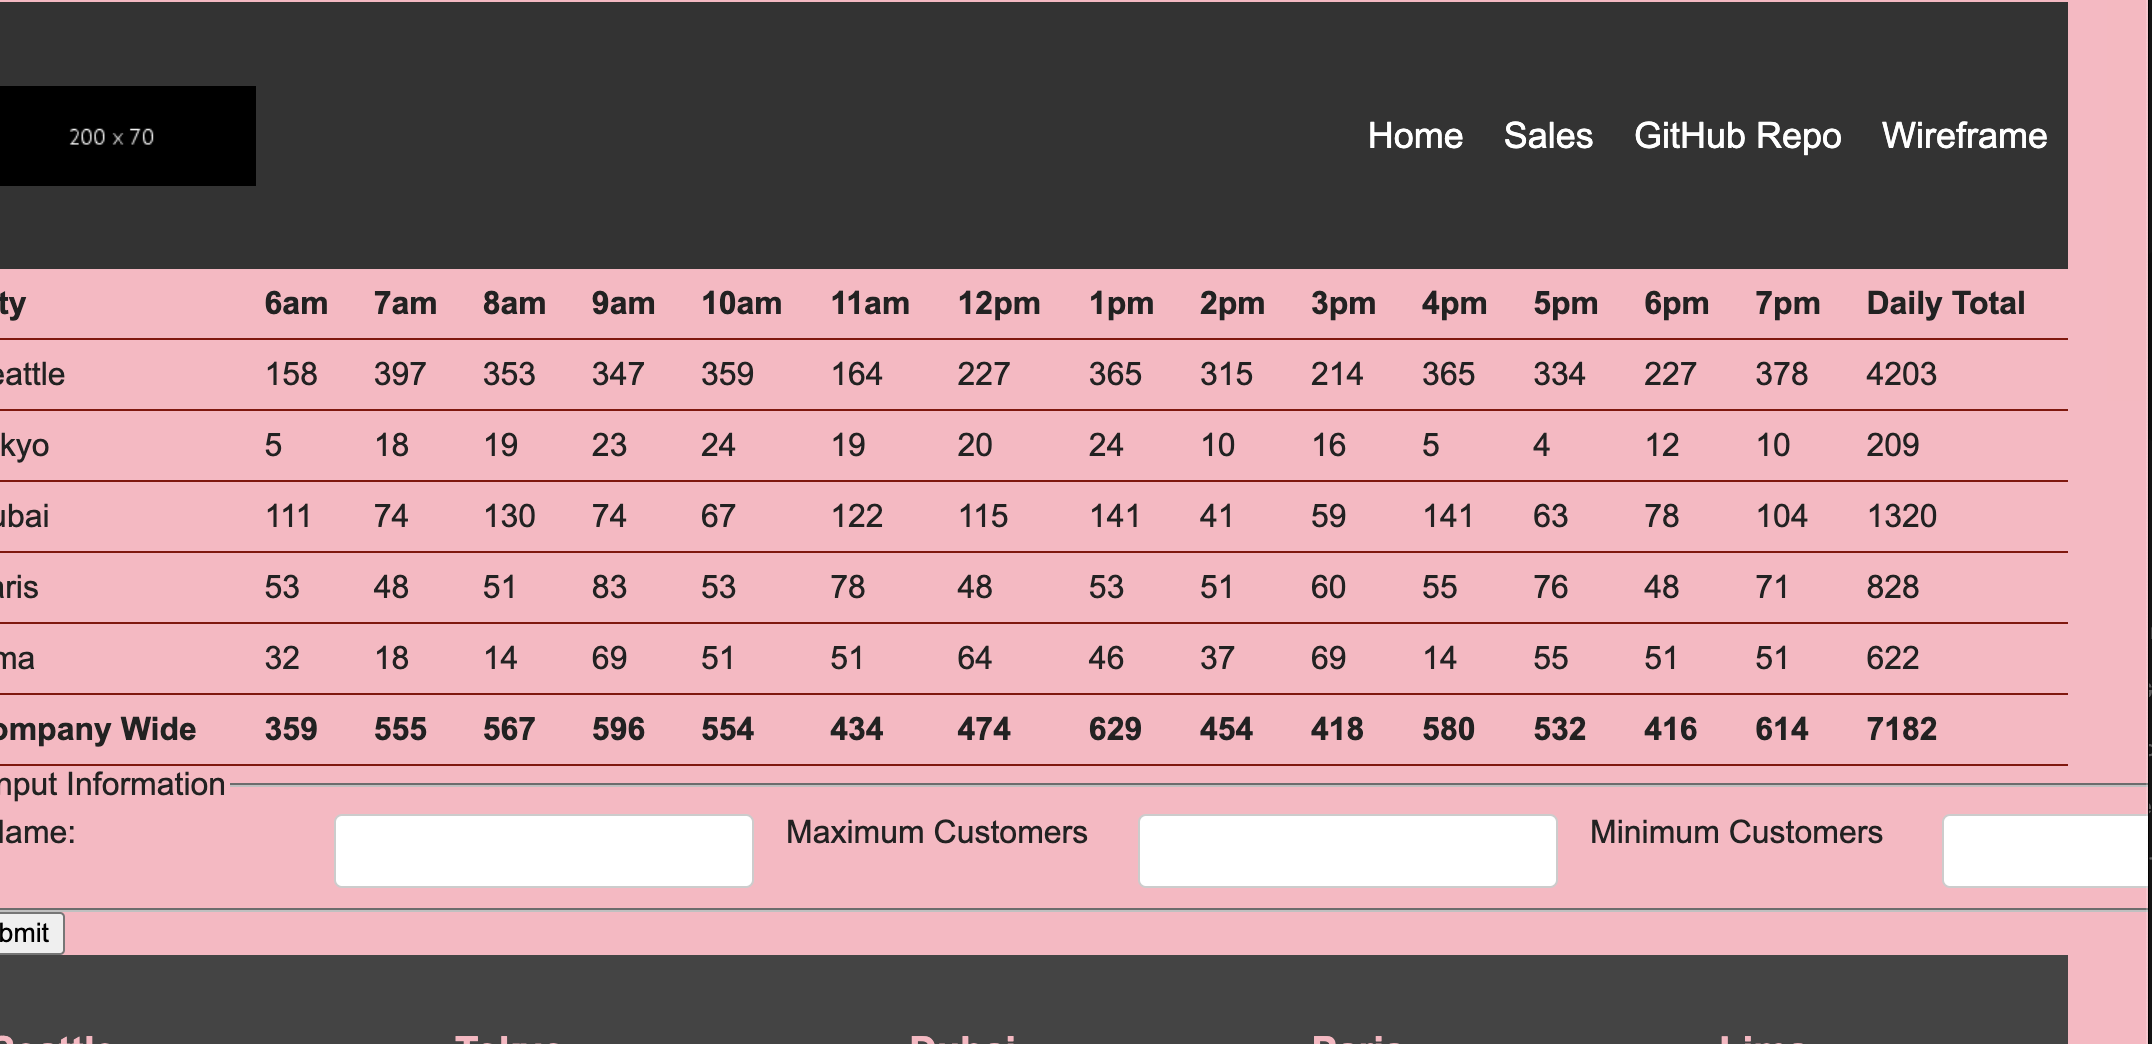 200 x 70
Home Sales GitHub Repo Wireframe
ty 6am 7am 8am 9am 10am 11am 12pm 1pm 2pm 3pm 4pm 5pm 6pm 7pm Daily Total
eattle 158 397 353 347 359 164 227 365 315 214 365 334 227 378 4203
kyo 5 18 19 23 24 19 20 24 10 16 5 4 12 10 209
ubai 111 74 130 74 67 122 115 141 41 59 141 63 78 104 1320
aris 53 48 51 83 53 78 48 53 51 60 55 76 48 71 828
ma 32 18 14 69 51 51 64 46 37 69 14 55 51 51 622
ompany Wide 359 555 567 596 554 434 474 629 454 418 580 532 416 614 7182
nput Information
ame: Maximum Customers Minimum Customers
bmit
Seattle Tokyo Dubai Paris Lima